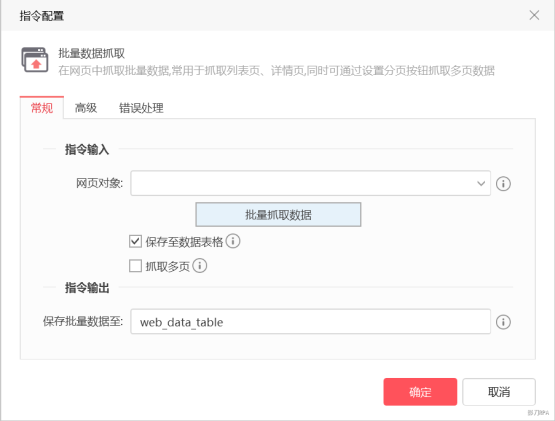 指令配置
批量数据抓取
在网页中抓取批量数据,常用于抓取列表页、详情页,同时可通过设置分页按钮抓取多页数据
常规 高级 错误处理
指令输入
网页对象:
批量抓取数据
保存至数据表格
抓取多页
指令输出
保存批量数据至: web_data_table
确定 取消
影刀RPA